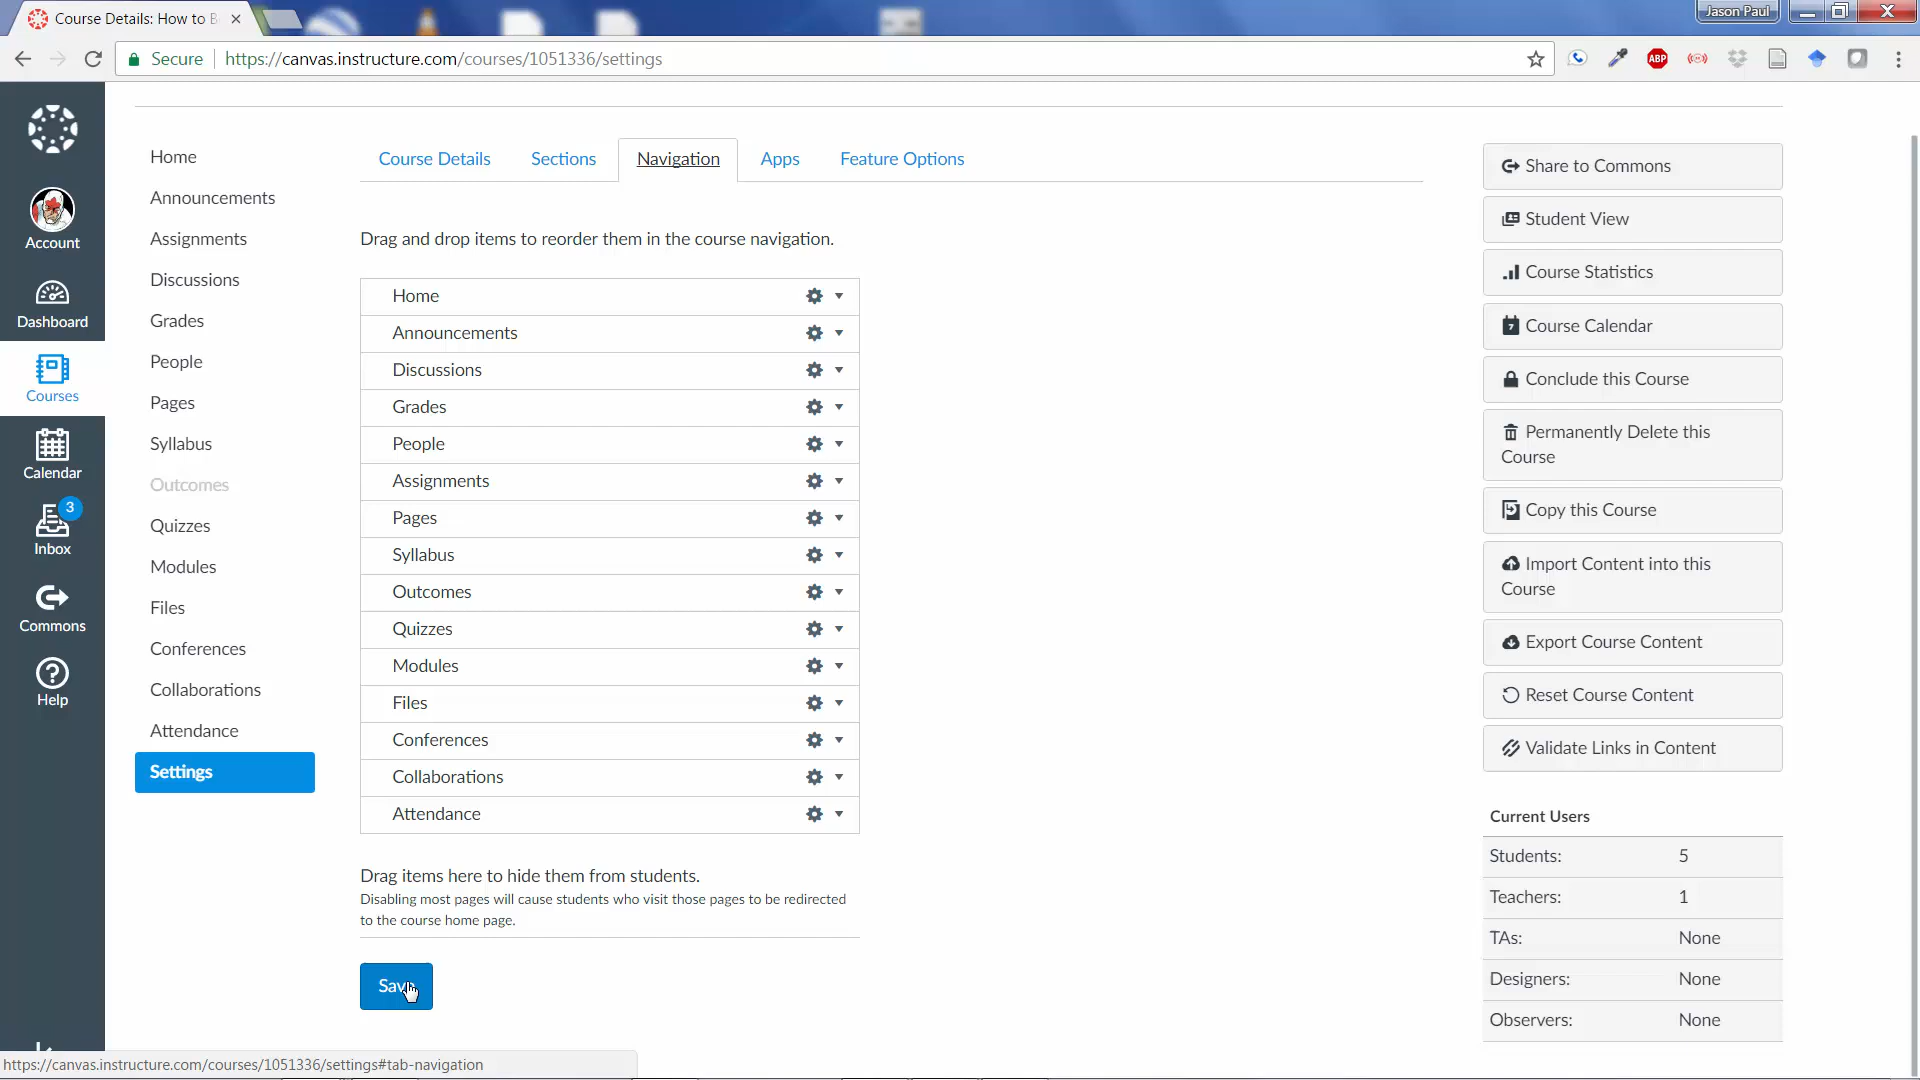 Course Details: How to B
Jason Paul
Secure
https://canvas.instructure.com/courses/1051336/settings
ABP
Account
Dashboard
Courses
Calendar
3
Inbox
Commons
Help
Home
Announcements
Assignments
Discussions
Grades
People
Pages
Syllabus
Outcomes
Quizzes
Modules
Files
Conferences
Collaborations
Attendance
Settings
Course Details
Sections
Navigation
Apps
Feature Options
Drag and drop items to reorder them in the course navigation.
Home
Announcements
Discussions
Grades
People
Assignments
Pages
Syllabus
Outcomes
Quizzes
Modules
Files
Conferences
Collaborations
Attendance
Drag items here to hide them from students.
Disabling most pages will cause students who visit those pages to be redirected
to the course home page.
Save
Share to Commons
Student View
Course Statistics
Course Calendar
Conclude this Course
Permanently Delete this
Course
Copy this Course
Import Content into this
Course
Export Course Content
Reset Course Content
Validate Links in Content
Current Users
Students: 5
Teachers: 1
TAs: None
Designers: None
Observers: None
https://canvas.instructure.com/courses/1051336/settings#tab-navigation